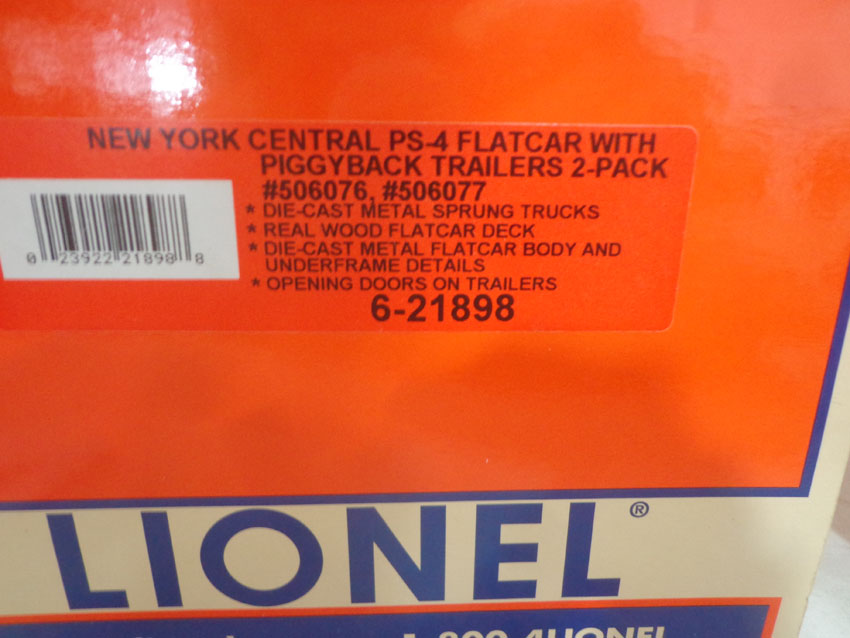 NEW YORK CENTRAL PS-4 FLATCAR WITH
PIGGYBACK TRAILERS 2-PACK
#506076, #506077
* DIE-CAST METAL SPRUNG TRUCKS
* REAL WOOD FLATCAR DECK
* DIE-CAST METAL FLATCAR BODY AND
UNDERFRAME DETAILS
* OPENING DOORS ON TRAILERS
6-21898
0 23922 21898 8
LIONEL®
4LIONEL